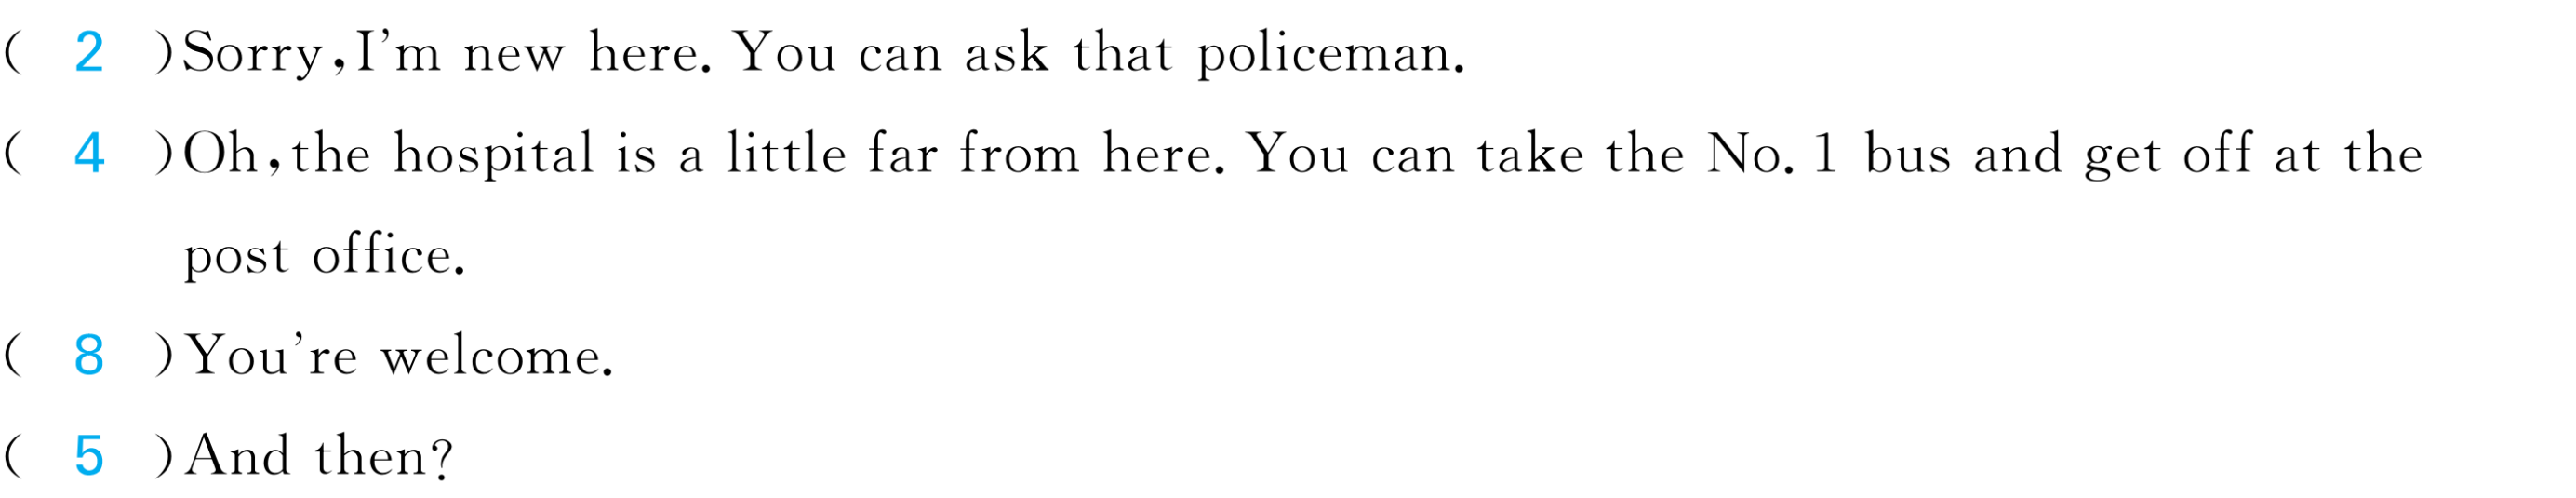 ( 2 )Sorry,I'm new here. You can ask that policeman.
( 4 )Oh,the hospital is a little far from here. You can take the No. 1 bus and get off at the
post office.
( 8 )You're welcome.
( 5 )And then?